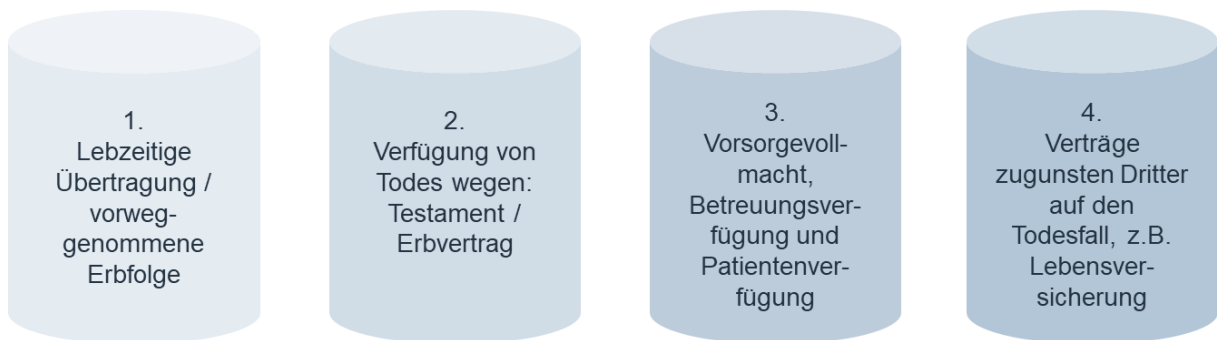 1.
Lebzeitige
Übertragung /
vorweg-
genommene
Erbfolge
2.
Verfügung von
Todes wegen:
Testament /
Erbvertrag
3.
Vorsorgevoll-
macht,
Betreuungsver-
fügung und
Patientenver-
fügung
4.
Verträge
zugunsten Dritter
auf den
Todesfall, z.B.
Lebensver-
sicherung